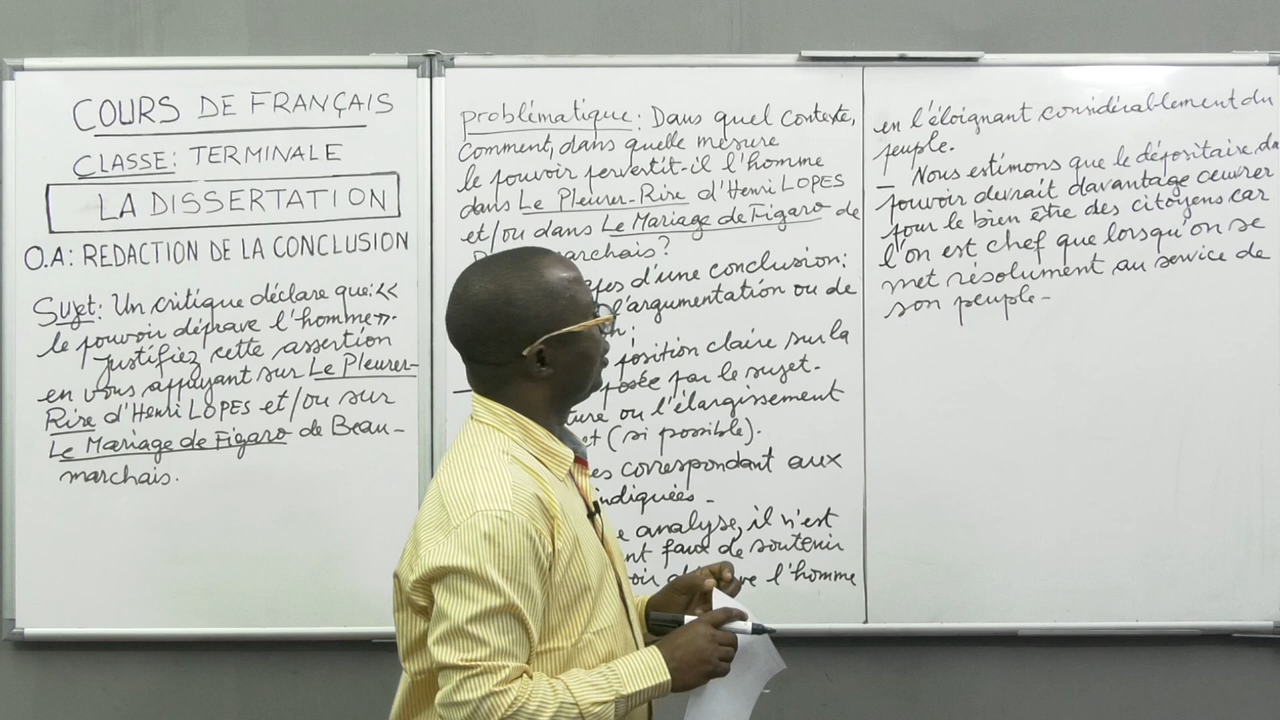 COURS DE FRANÇAIS
CLASSE: TERMINALE
LA DISSERTATION
O.A: REDACTION DE LA CONCLUSION
Sujet: Un critique déclare que: <<
le pouvoir déprave l'homme>>.
Justifiez cette assertion
en vous appuyant sur Le Pleurer-
Rire d'Henri LOPES et/ou sur
Le Mariage de Figaro de Beau-
marchais.
problématique: Dans quel contexte,
comment, dans quelle mesure
le pouvoir pervertit-il l'homme
dans Le Pleurer-Rire d'Henri LOPES
et/ou dans Le Mariage de Figaro de
marchais?
d'une conclusion:
l'argumentation ou de
position claire sur la
posée par le sujet.
ou l'élargissement
(si possible).
correspondant aux
indiquées -
analyse, il n'est
faux de soutenir
l'homme
en l'éloignant considérablement du
peuple.
_ Nous estimons que le dépositaire du
pouvoir devrait davantage oeuvrer
pour le bien être des citoyens car
l'on est chef que lorsqu'on se
met résolument au service de
son peuple -